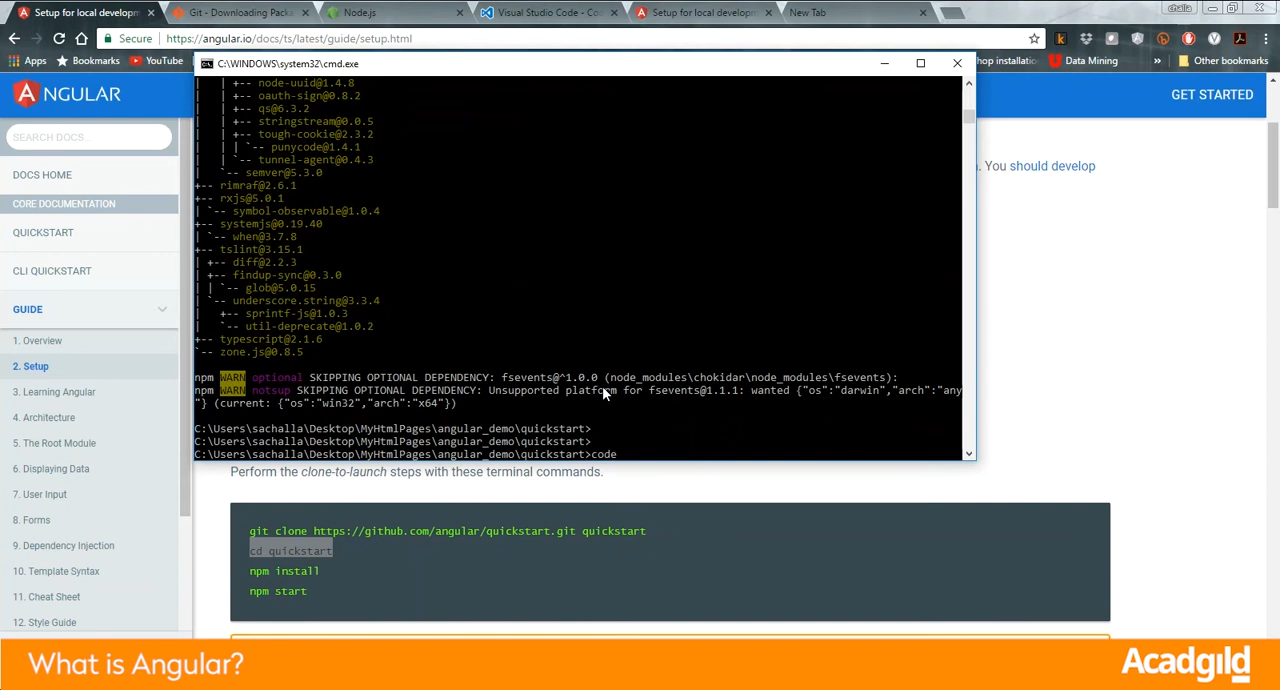 Setup for local developm
Git - Downloading Packa
Node.js
Visual Studio Code - Cod
Setup for local developm
New Tab
challa
Secure
https://angular.io/docs/ts/latest/guide/setup.html
Apps
Bookmarks
YouTube
hop installatio
Data Mining
»
Other bookmarks
C:\WINDOWS\system32\cmd.exe
NGULAR
GET STARTED
SEARCH DOCS...
DOCS HOME
CORE DOCUMENTATION
QUICKSTART
CLI QUICKSTART
GUIDE
1. Overview
2. Setup
3. Learning Angular
4. Architecture
5. The Root Module
6. Displaying Data
7. User Input
8. Forms
9. Dependency Injection
10. Template Syntax
11. Cheat Sheet
12. Style Guide
| | +-- node-uuid@1.4.8
| | +-- oauth-sign@0.8.2
| | +-- qs@6.3.2
| | +-- stringstream@0.0.5
| | +-- tough-cookie@2.3.2
| | | `-- punycode@1.4.1
| | `-- tunnel-agent@0.4.3
| `-- semver@5.3.0
+-- rimraf@2.6.1
+-- rxjs@5.0.1
| `-- symbol-observable@1.0.4
+-- systemjs@0.19.40
| `-- when@3.7.8
+-- tslint@3.15.1
| +-- diff@2.2.3
| +-- findup-sync@0.3.0
| | `-- glob@5.0.15
| `-- underscore.string@3.3.4
|   +-- sprintf-js@1.0.3
|   `-- util-deprecate@1.0.2
+-- typescript@2.1.6
`-- zone.js@0.8.5
npm WARN optional SKIPPING OPTIONAL DEPENDENCY: fsevents@^1.0.0 (node_modules\chokidar\node_modules\fsevents):
npm WARN notsup SKIPPING OPTIONAL DEPENDENCY: Unsupported platform for fsevents@1.1.1: wanted {"os":"darwin","arch":"any
"} (current: {"os":"win32","arch":"x64"})
C:\Users\sachalla\Desktop\MyHtmlPages\angular_demo\quickstart>
C:\Users\sachalla\Desktop\MyHtmlPages\angular_demo\quickstart>
C:\Users\sachalla\Desktop\MyHtmlPages\angular_demo\quickstart>code
. You should develop
Perform the clone-to-launch steps with these terminal commands.
git clone https://github.com/angular/quickstart.git quickstart
cd quickstart
npm install
npm start
What is Angular?
Acadgild